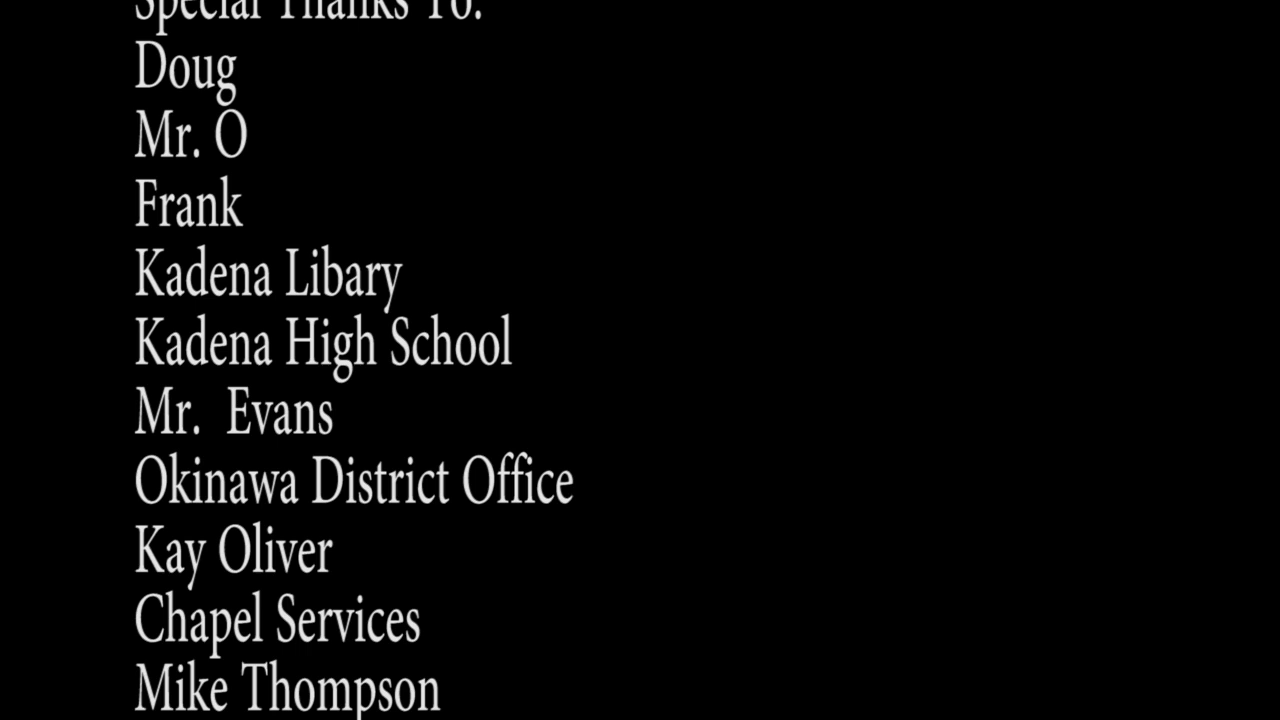 Special Thanks To:
Doug
Mr. O
Frank
Kadena Libary
Kadena High School
Mr.  Evans
Okinawa District Office
Kay Oliver
Chapel Services
Mike Thompson